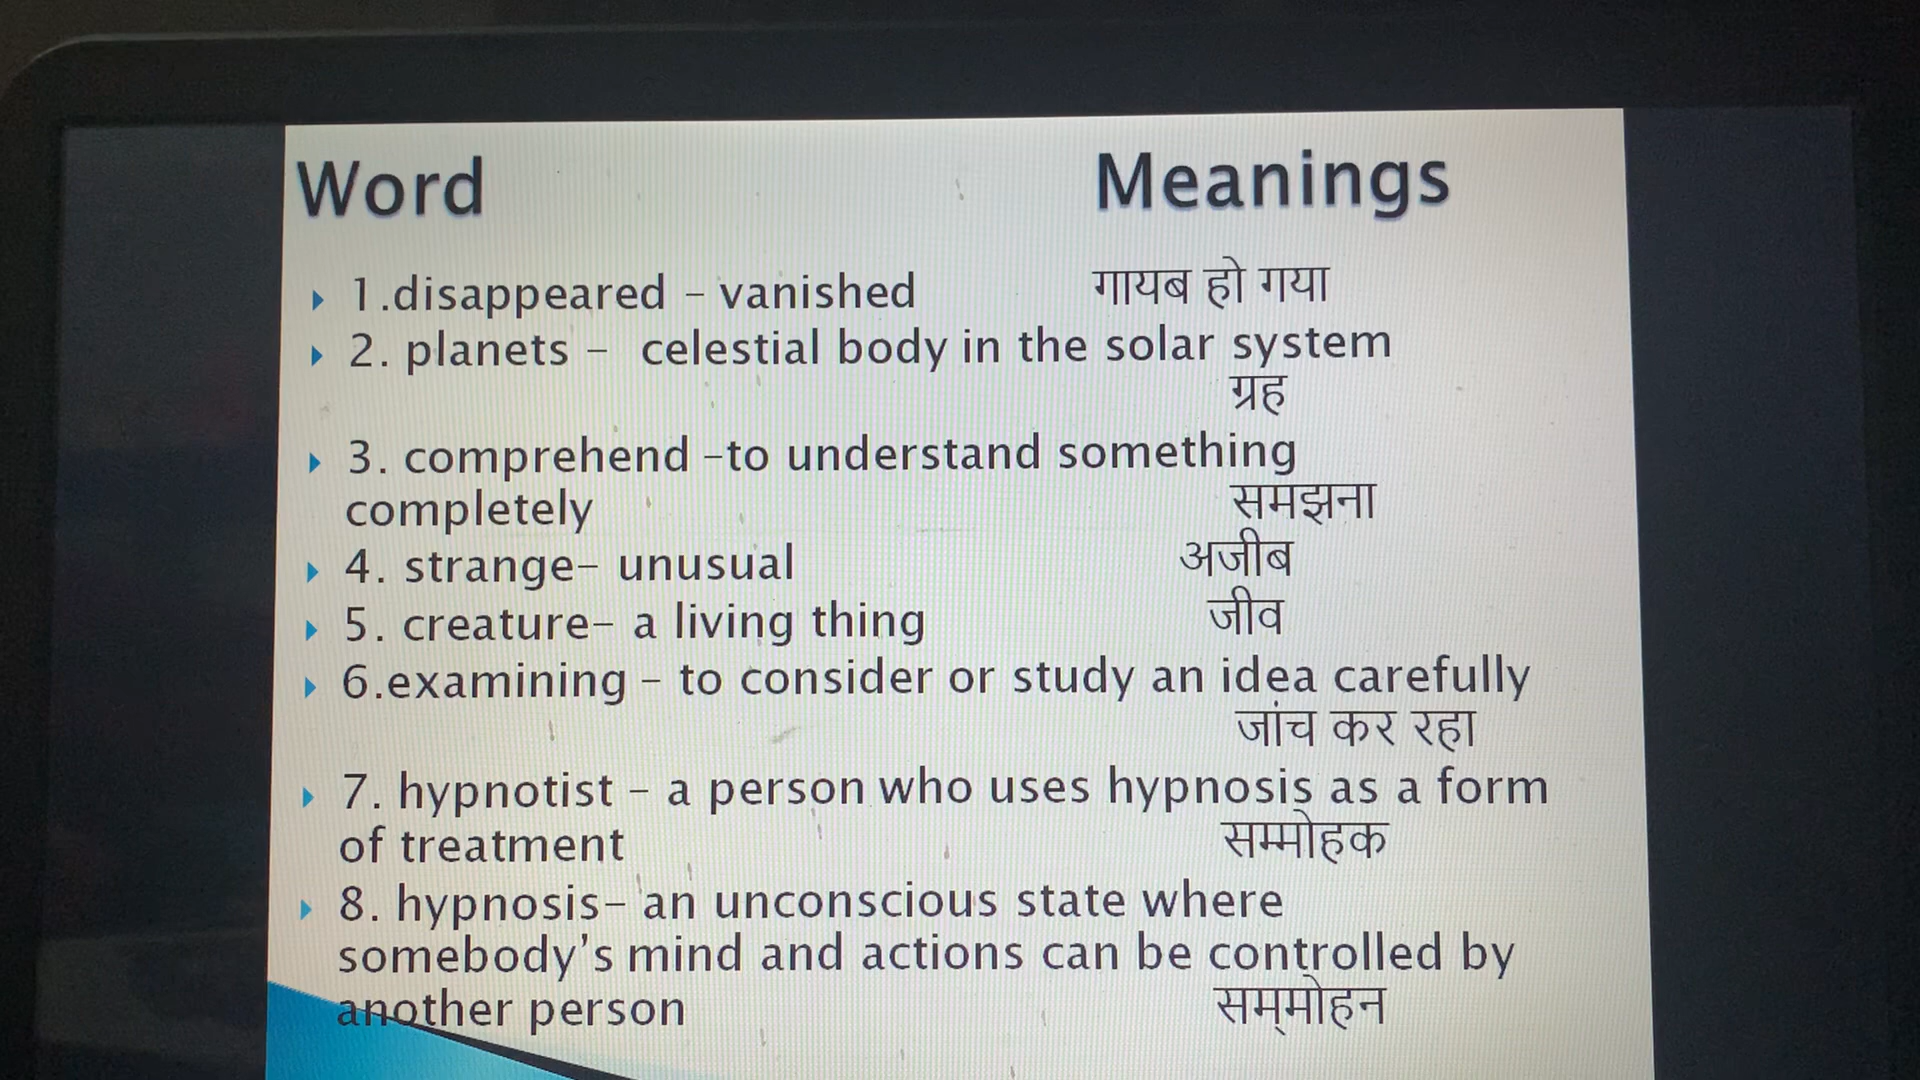 Word Meanings
1.disappeared - vanished गायब हो गया
2. planets - celestial body in the solar system
ग्रह
3. comprehend -to understand something
completely समझना
4. strange- unusual अजीब
5. creature- a living thing जीव
6.examining - to consider or study an idea carefully
जांच कर रहा
7. hypnotist - a person who uses hypnosis as a form
of treatment सम्मोहक
8. hypnosis- an unconscious state where
somebody's mind and actions can be controlled by
another person सम्‌मोहन